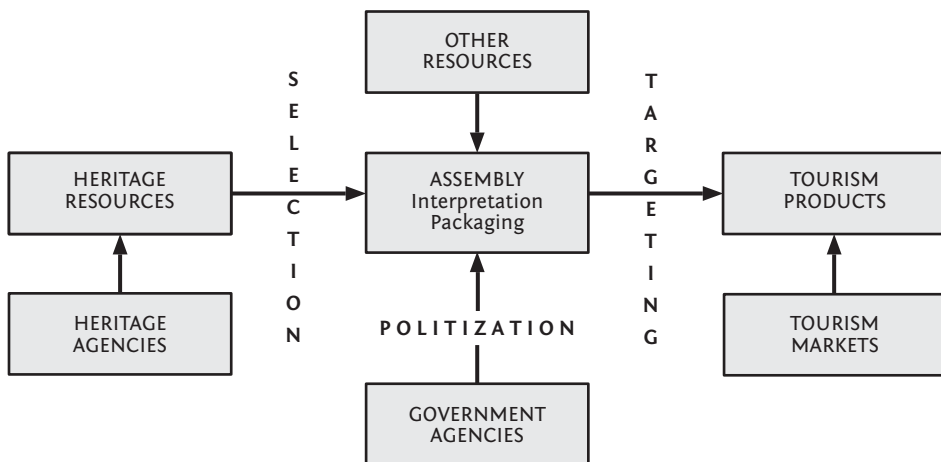 OTHER
RESOURCES
SELECTION
TARGETING
HERITAGE
RESOURCES
ASSEMBLY
Interpretation
Packaging
TOURISM
PRODUCTS
HERITAGE
AGENCIES
POLITIZATION
TOURISM
MARKETS
GOVERNMENT
AGENCIES